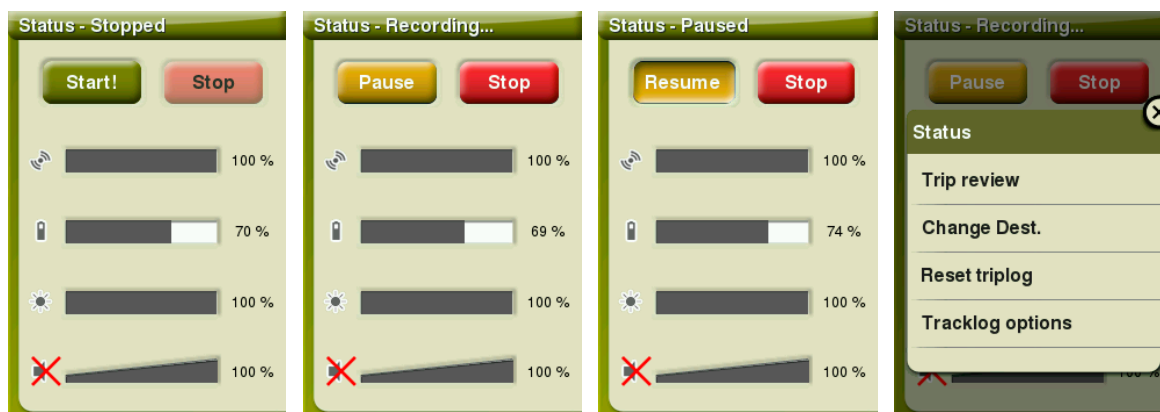 Status - Stopped
Start! Stop
100 %
70 %
100 %
100 %
Status - Recording...
Pause Stop
100 %
69 %
100 %
100 %
Status - Paused
Resume Stop
100 %
74 %
100 %
100 %
Status - Recording...
Pause Stop
Status
Trip review
Change Dest.
Reset triplog
Tracklog options
100 %